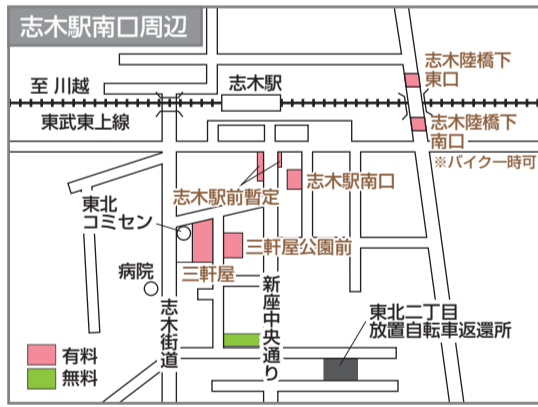 志木駅南口周辺
志木陸橋下
東口
至 川越
志木駅
東武東上線
志木陸橋下
南口
※バイク一時可
志木駅前暫定
志木駅南口
東北
コミセン
三軒屋公園前
三軒屋
病院
志木街道
新座中央通り
東北二丁目
放置自転車返還所
有料
無料